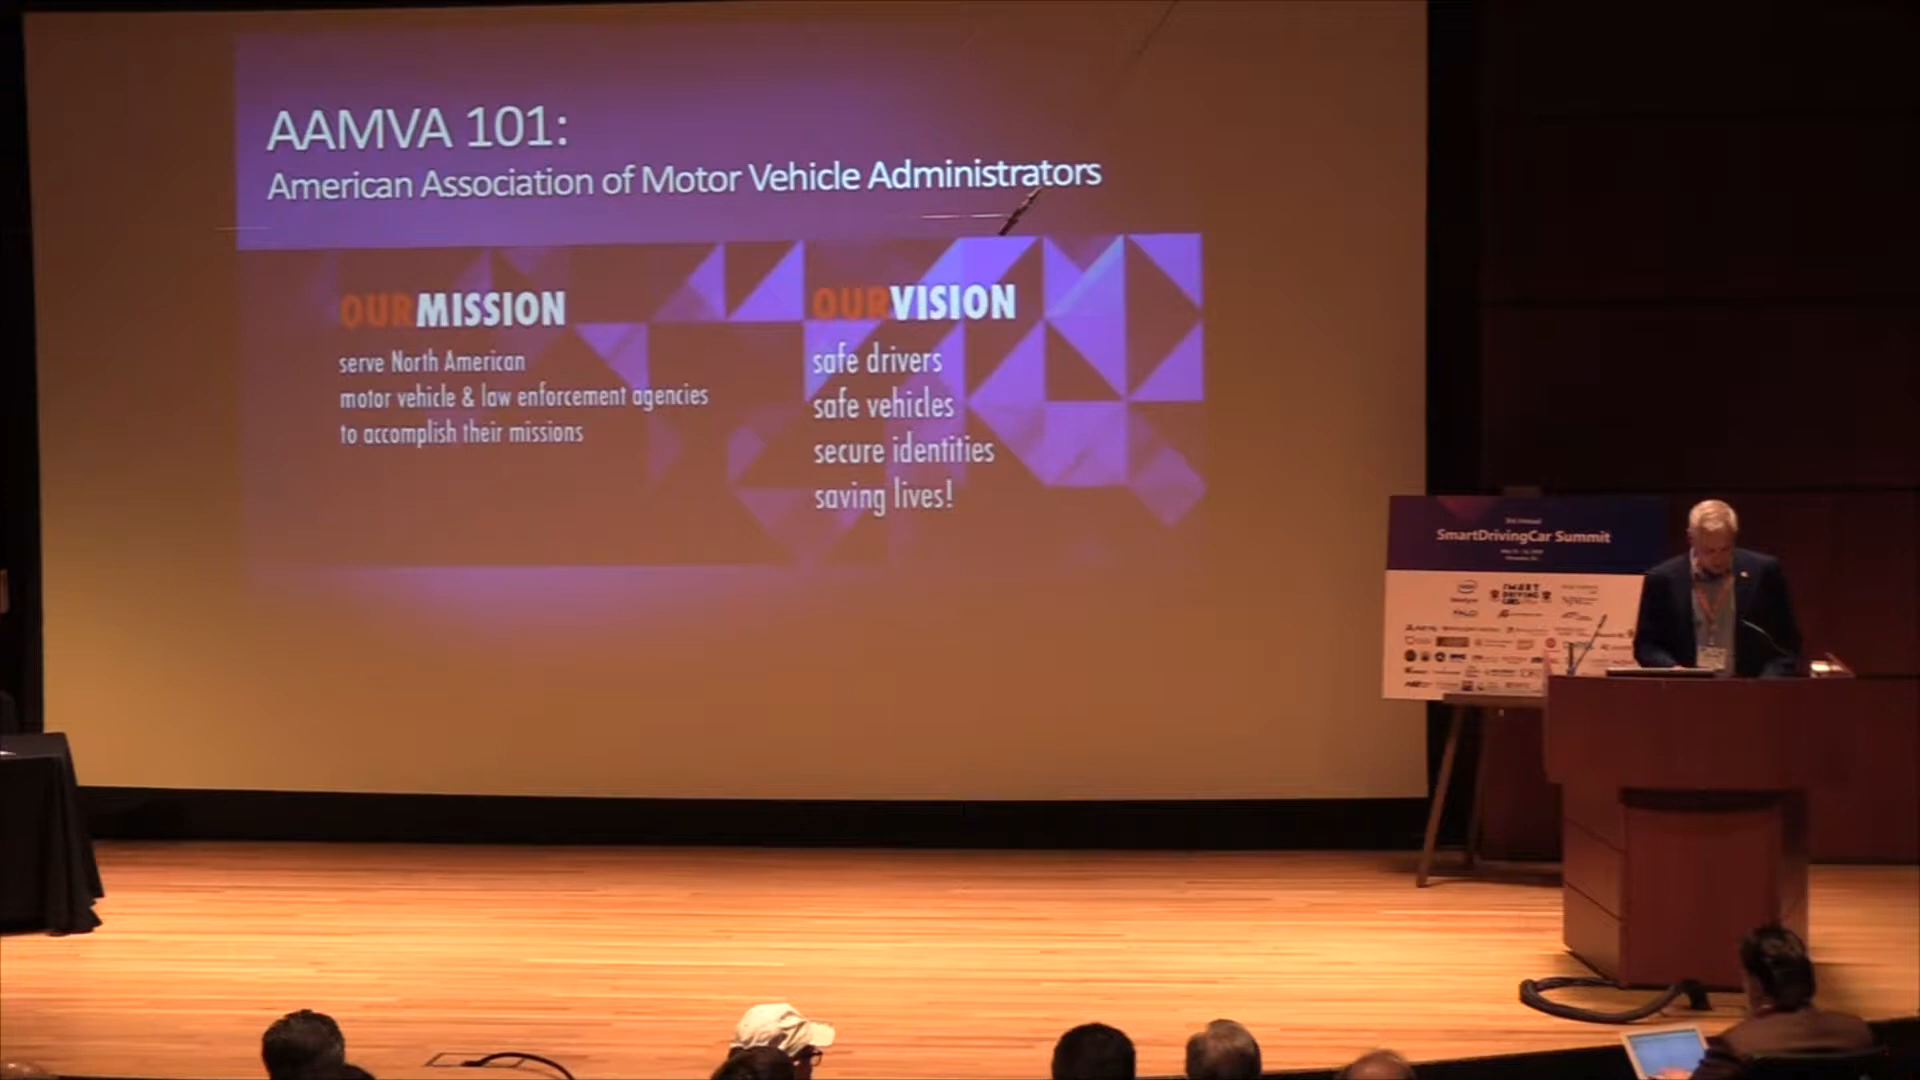 AAMVA 101:
American Association of Motor Vehicle Administrators
OUR MISSION
serve North American
motor vehicle & law enforcement agencies
to accomplish their missions
OUR VISION
safe drivers
safe vehicles
secure identities
saving lives!
SmartDrivingCar Summit